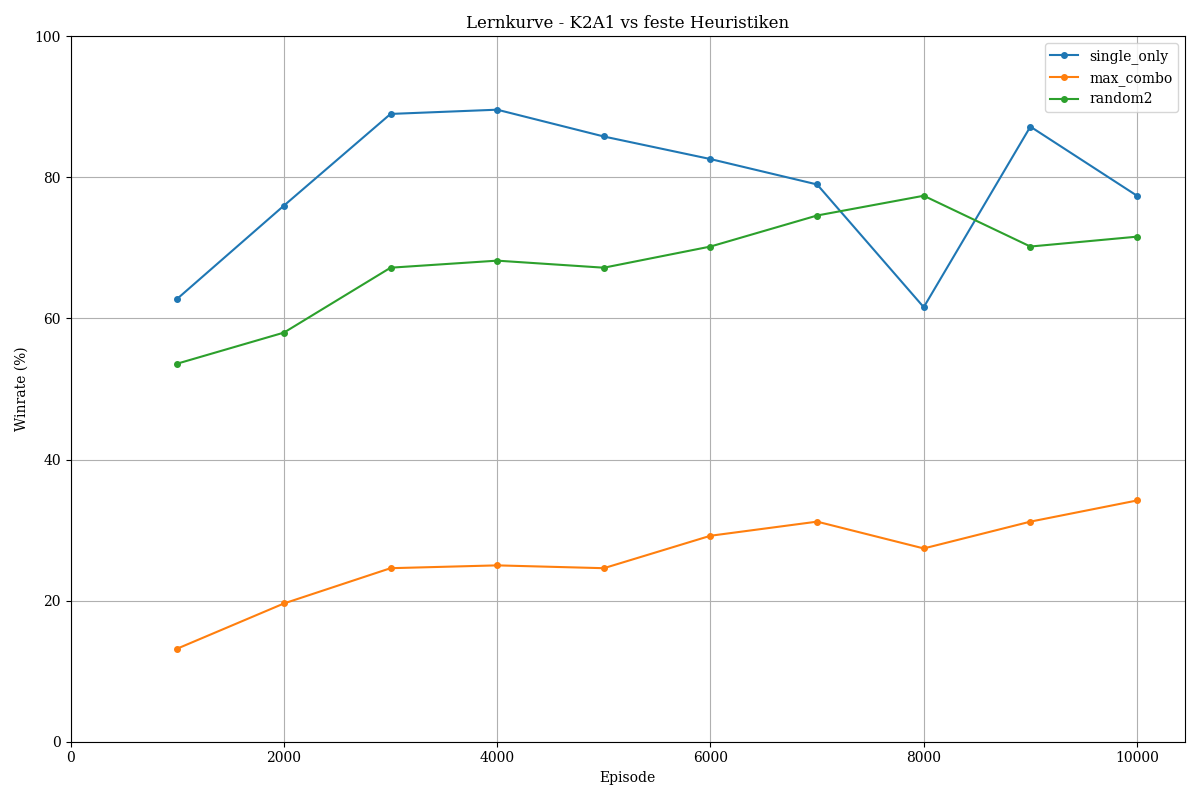 Lernkurve - K2A1 vs feste Heuristiken
single_only
max_combo
random2
Winrate (%)
100
80
60
40
20
0
0 2000 4000 6000 8000 10000
Episode